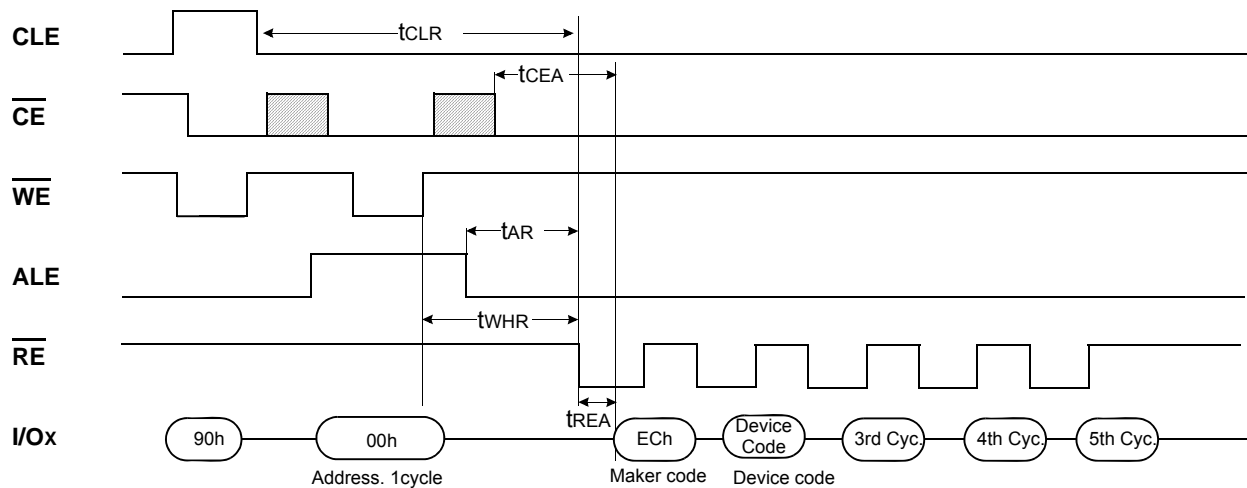 CLE
tCLR
tCEA
CE
WE
tAR
ALE
tWHR
RE
tREA
I/Ox
90h
00h
ECh
Device
Code
3rd Cyc.
4th Cyc.
5th Cyc.
Address. 1cycle
Maker code
Device code